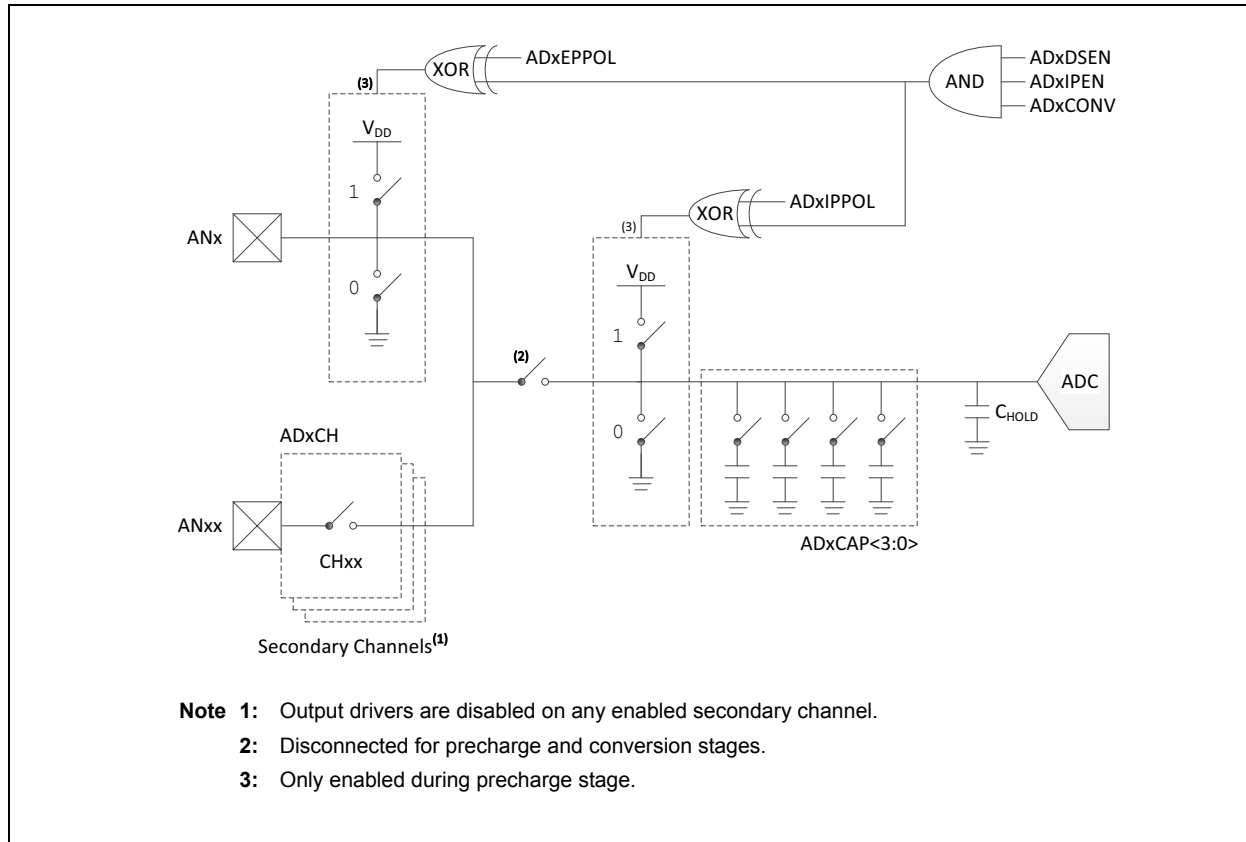 XOR
ADxEPPOL
AND
ADxDSEN
ADxIPEN
ADxCONV
(3)
VDD
1
0
ANx
XOR
ADxIPPOL
(3)
VDD
1
0
(2)
ADC
CHOLD
ADxCAP<3:0>
ADxCH
ANxx
CHxx
Secondary Channels(1)
Note 1: Output drivers are disabled on any enabled secondary channel.
2: Disconnected for precharge and conversion stages.
3: Only enabled during precharge stage.